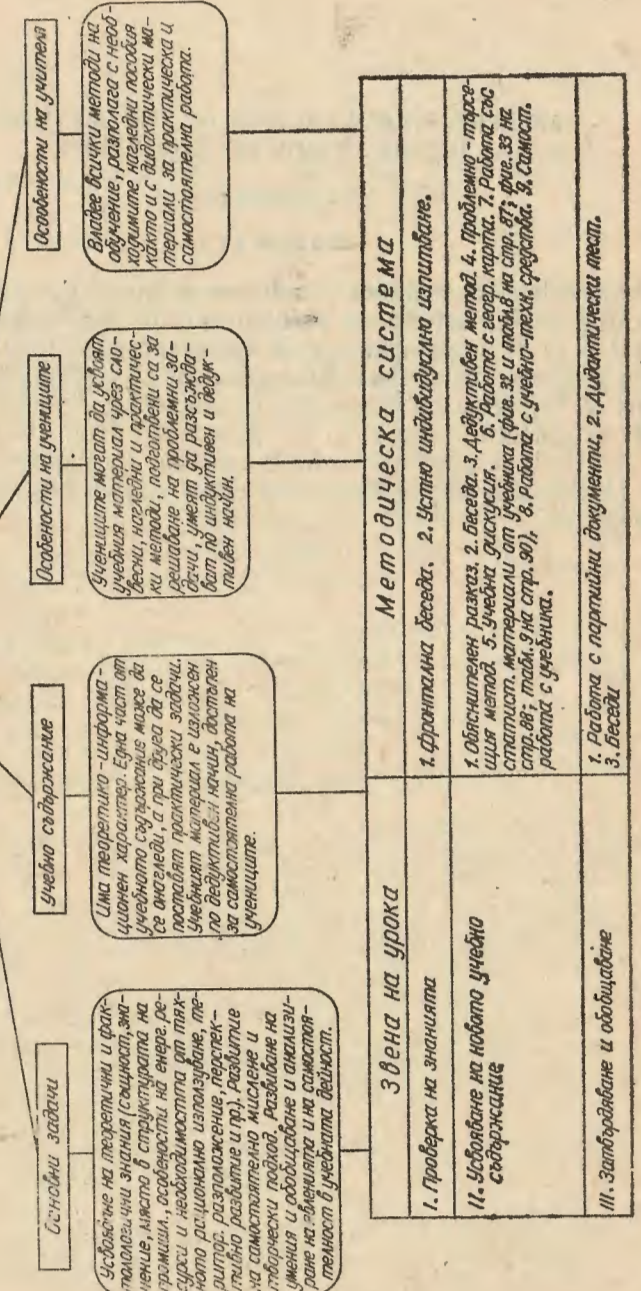 Основни задачи
Усвояване на теоретични и фак-
тологични знания (същност, зна-
чение, място в структурата на
промишл., особености на енерг. ре-
сурси и необходимостта от тях-
ното рационално използуване, те-
ритор. разположение, перспек-
тивно развитие и пр.). Развитие
на самостоятелно мислене и
творчески подход. Развиване на
умения и обобщаване и анализи-
ране на явленията и на самостоя-
телност в учебната дейност.
Учебно съдържание
Има теоретико-информа-
ционен характер. Една част от
учебното съдържание може да
се онагледи, а при друга да се
поставят практически задачи.
Учебният материал е изложен
по дедуктивен начин, достъпен
за самостоятелна работа на
учениците.
Особености на учениците
Учениците могат да усвоят
учебния материал чрез сло-
весни, нагледни и практичес-
ки методи, подготвени са за
решаване на проблемни за-
дачи, умеят да разсъжда-
ват по индуктивен и дедук-
тивен начин.
Особености на учителя
Владее всички методи на
обучение, разполага с необ-
ходимите нагледни пособия
както и с дидактически ма-
териали за практическа и
самостоятелна работа.
Звена на урока
Методическа система
I. Проверка на знанията
1. фронтална беседа. 2. Устно индивидуално изпитване.
II. Усвояване на новото учебно
съдържание
1. Обяснителен разказ. 2. Беседа. 3. Дедуктивен метод. 4. Проблемно-търсе-
щия метод. 5. Учебна дискусия. 6. Работа с геогр. карта. 7. Работа със
статист. материали от учебника (фиг. 32 и табл. 8 на стр. 87; фиг. 33 на
стр. 88; табл. 9 на стр. 90), 8. Работа с учебно-техн. средства. 9. Самост.
работа с учебника.
III. Затвърдяване и обобщаване
1. Работа с партийни документи, 2. Дидактически тест.
3. Беседи